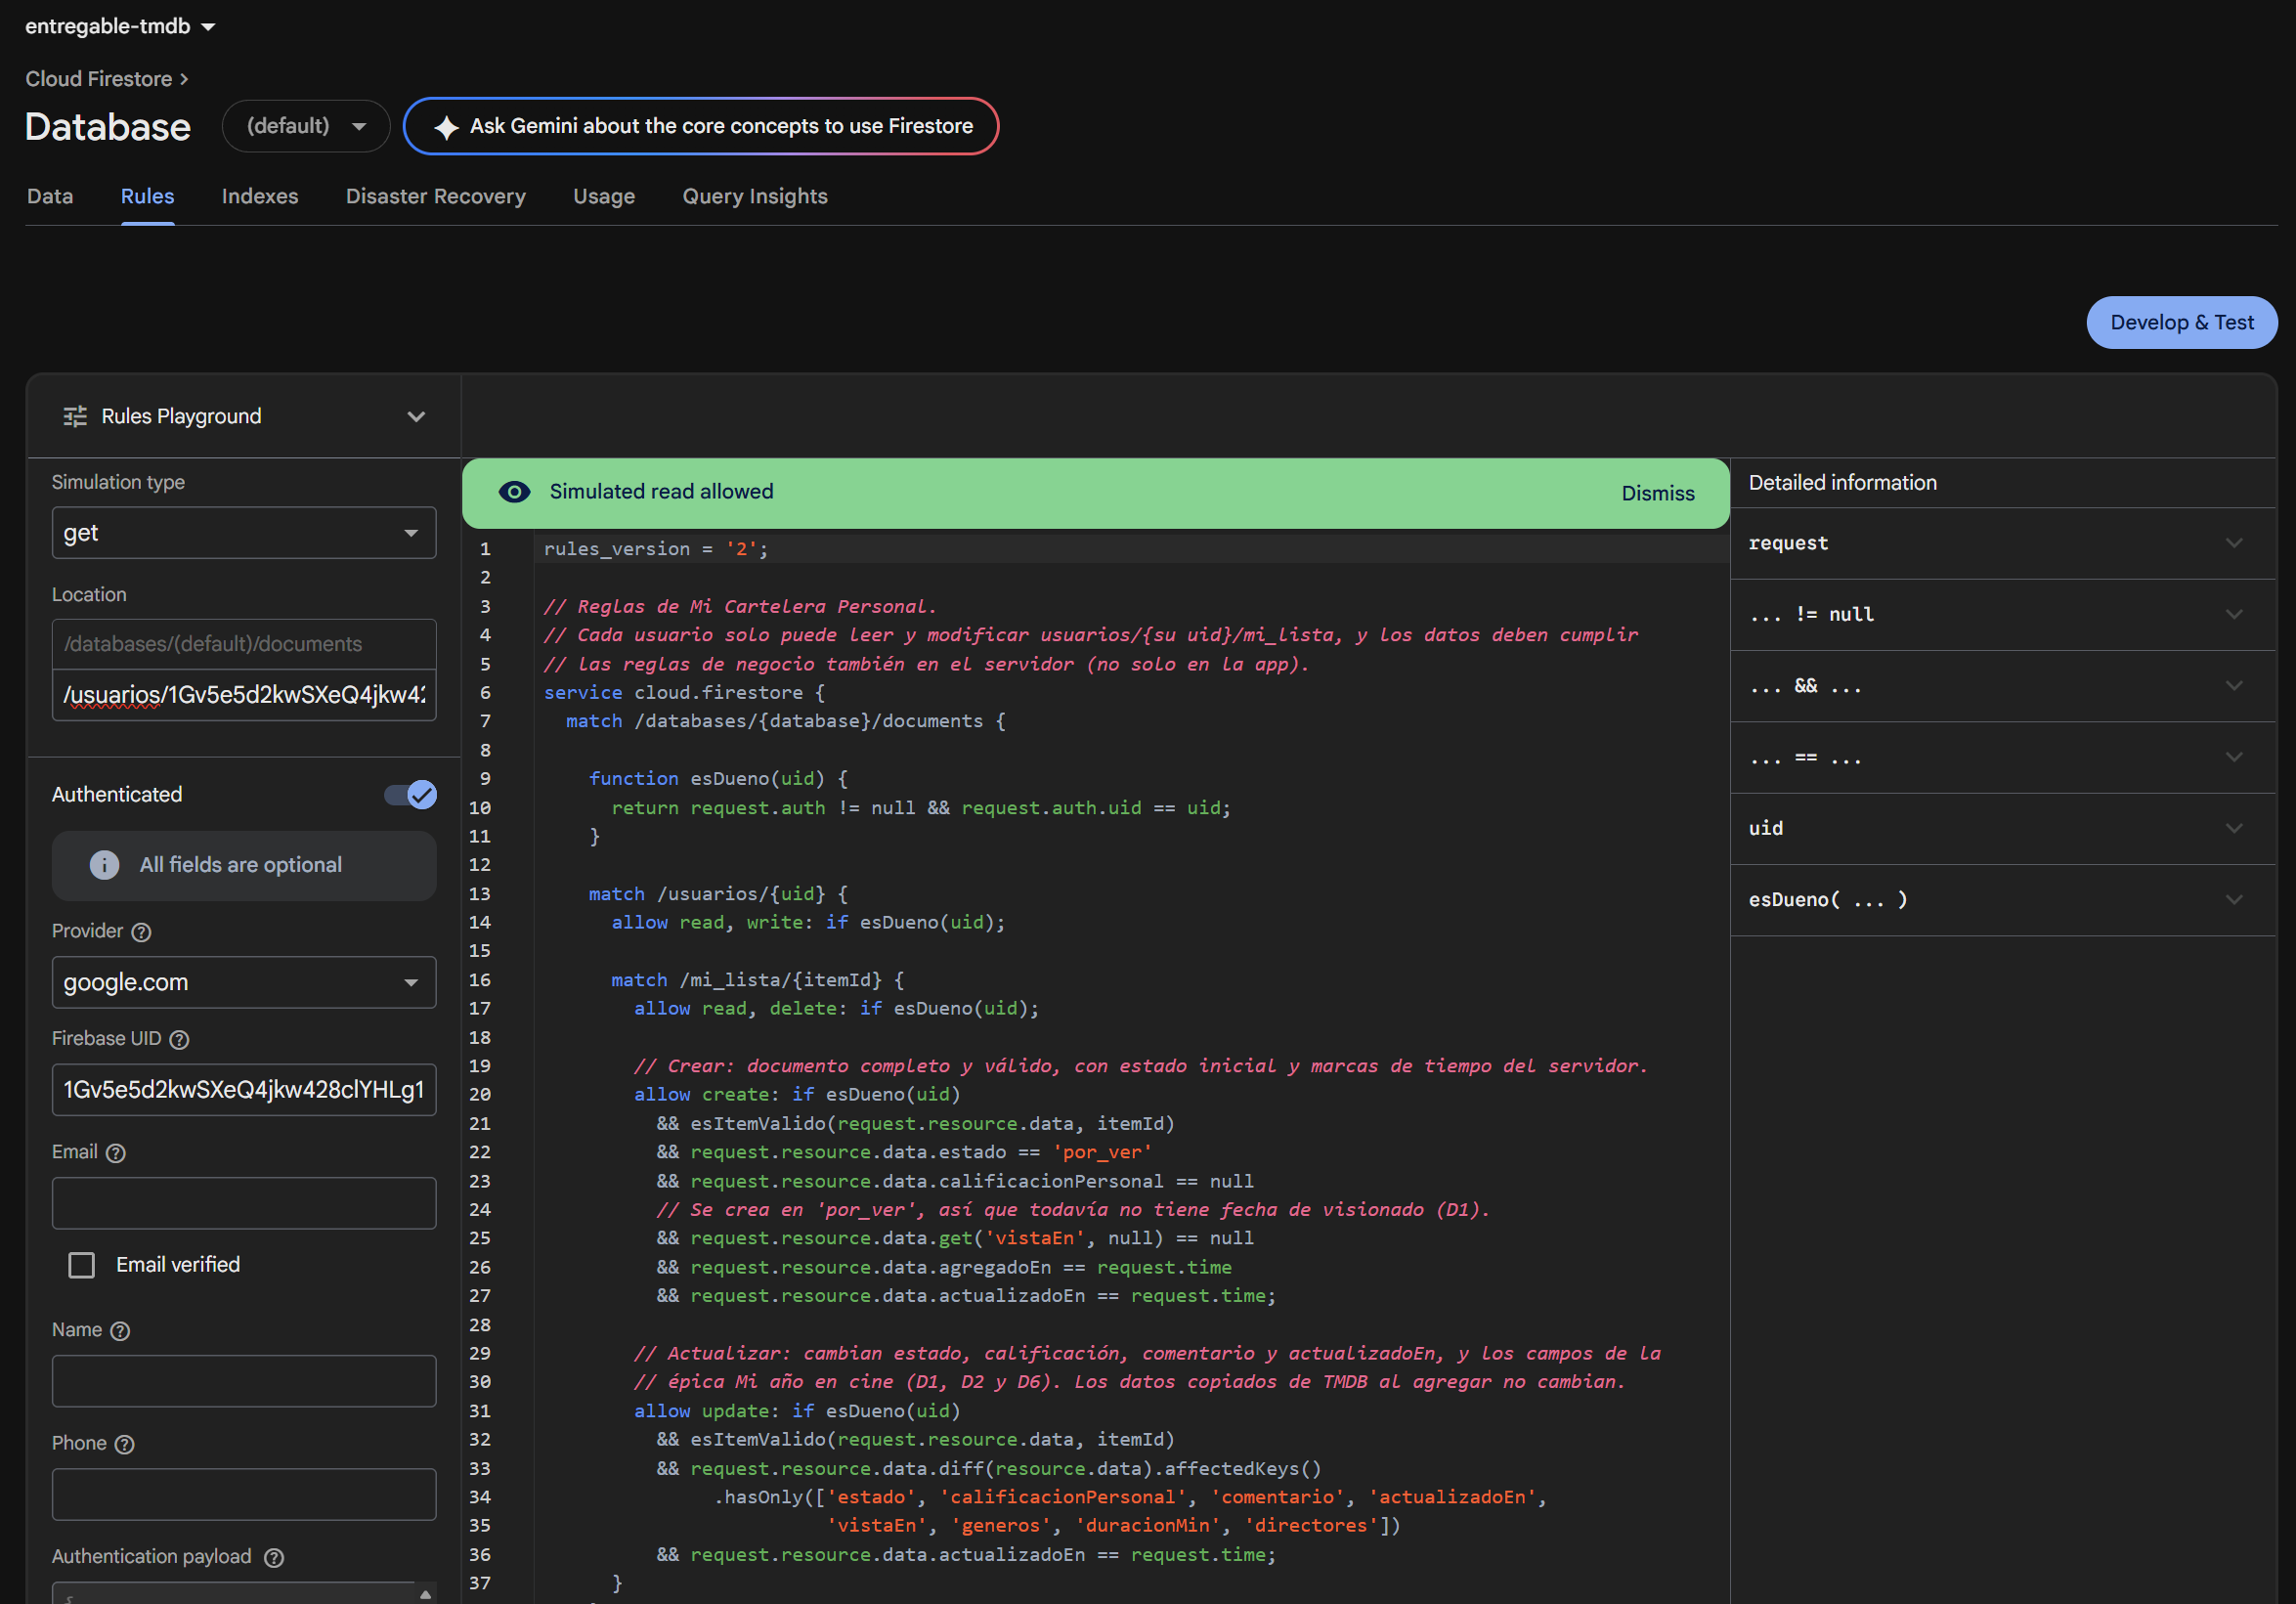 entregable-tmdb
Cloud Firestore
Database
(default)
Ask Gemini about the core concepts to use Firestore
Data
Rules
Indexes
Disaster Recovery
Usage
Query Insights
Develop & Test
Rules Playground
Simulation type
get
Location
/databases/(default)/documents
/usuarios/1Gv5e5d2kwSXeQ4jkw42
Authenticated
All fields are optional
Provider
google.com
Firebase UID
1Gv5e5d2kwSXeQ4jkw428clYHLg1
Email
Email verified
Name
Phone
Authentication payload
{
Simulated read allowed
Dismiss
1 rules_version = '2';
2
3 // Reglas de Mi Cartelera Personal.
4 // Cada usuario solo puede leer y modificar usuarios/{su uid}/mi_lista, y los datos deben cumplir
5 // las reglas de negocio también en el servidor (no solo en la app).
6 service cloud.firestore {
7 match /databases/{database}/documents {
8
9 function esDueno(uid) {
10 return request.auth != null && request.auth.uid == uid;
11 }
12
13 match /usuarios/{uid} {
14 allow read, write: if esDueno(uid);
15
16 match /mi_lista/{itemId} {
17 allow read, delete: if esDueno(uid);
18
19 // Crear: documento completo y válido, con estado inicial y marcas de tiempo del servidor.
20 allow create: if esDueno(uid)
21 && esItemValido(request.resource.data, itemId)
22 && request.resource.data.estado == 'por_ver'
23 && request.resource.data.calificacionPersonal == null
24 // Se crea en 'por_ver', así que todavía no tiene fecha de visionado (D1).
25 && request.resource.data.get('vistaEn', null) == null
26 && request.resource.data.agregadoEn == request.time
27 && request.resource.data.actualizadoEn == request.time;
28
29 // Actualizar: cambian estado, calificación, comentario y actualizadoEn, y los campos de la
30 // épica Mi año en cine (D1, D2 y D6). Los datos copiados de TMDB al agregar no cambian.
31 allow update: if esDueno(uid)
32 && esItemValido(request.resource.data, itemId)
33 && request.resource.data.diff(resource.data).affectedKeys()
34 .hasOnly(['estado', 'calificacionPersonal', 'comentario', 'actualizadoEn',
35 'vistaEn', 'generos', 'duracionMin', 'directores'])
36 && request.resource.data.actualizadoEn == request.time;
37 }
Detailed information
request
... != null
... && ...
... == ...
uid
esDueno( ... )